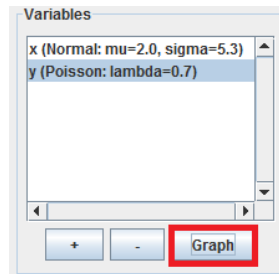 Variables
x (Normal: mu=2.0, sigma=5.3)
y (Poisson: lambda=0.7)
+ - Graph